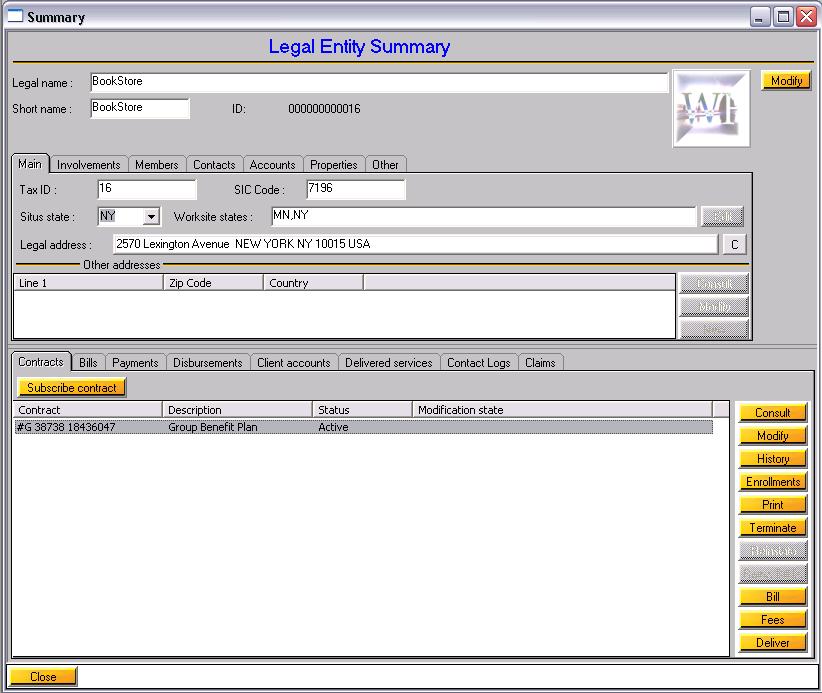 Summary
Legal Entity Summary
Legal name : BookStore Modify
Short name : BookStore ID: 000000000016
Main Involvements Members Contacts Accounts Properties Other
Tax ID : 16 SIC Code : 7196
Situs state : NY Worksite states : MN,NY Edit
Legal address : 2570 Lexington Avenue NEW YORK NY 10015 USA C
Other addresses
Line 1 Zip Code Country Consult
Modify
New
Contracts Bills Payments Disbursements Client accounts Delivered services Contact Logs Claims
Subscribe contract
Contract Description Status Modification state Consult
#G 38738 18436047 Group Benefit Plan Active
Modify
History
Enrollments
Print
Terminate
Reinstate
Bill
Fees
Deliver
Close